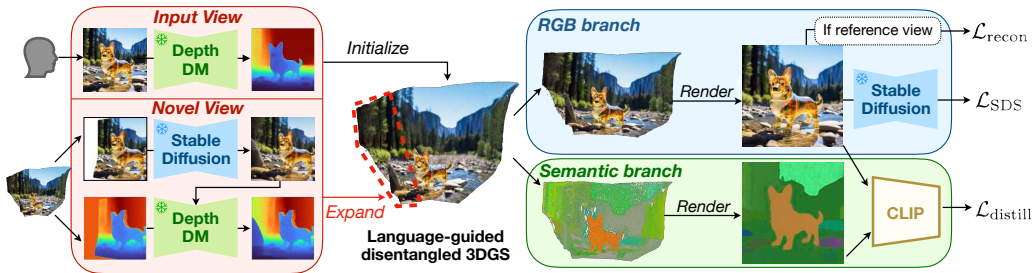 Input View
Depth
DM
Novel View
Stable
Diffusion
Depth
DM
Initialize
Expand
Language-guided
disentangled 3DGS
RGB branch
Render
If reference view
Stable
Diffusion
Semantic branch
Render
CLIP
ℒrecon
ℒSDS
ℒdistill